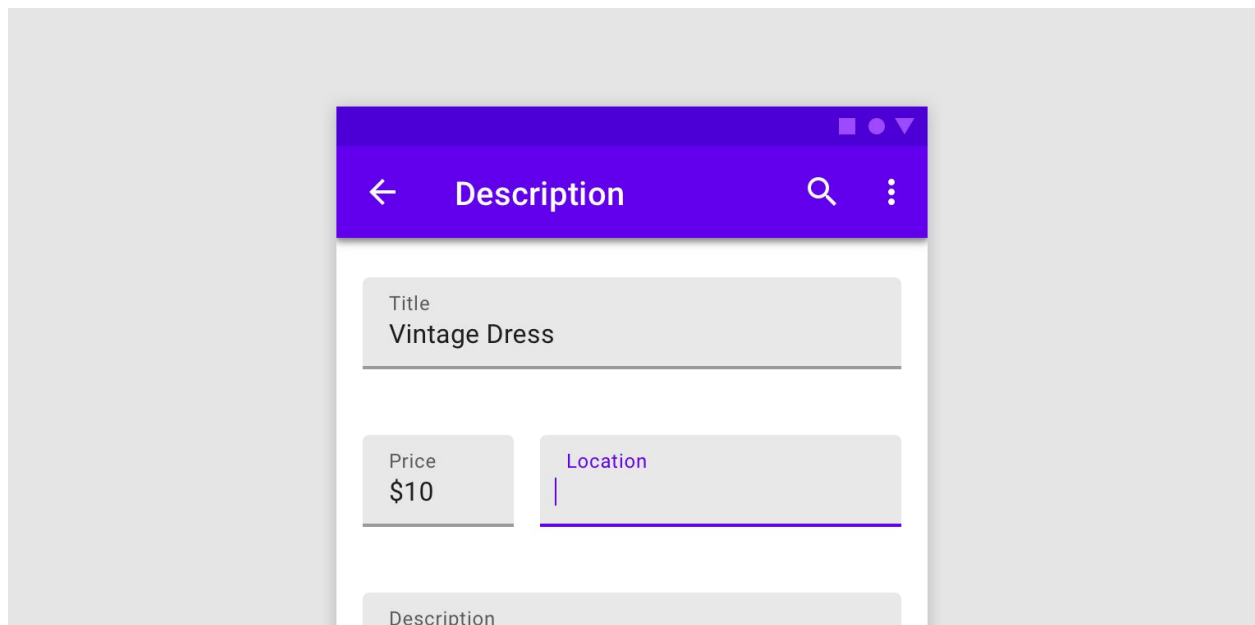 Description
Title
Vintage Dress
Price
$10
Location
Description